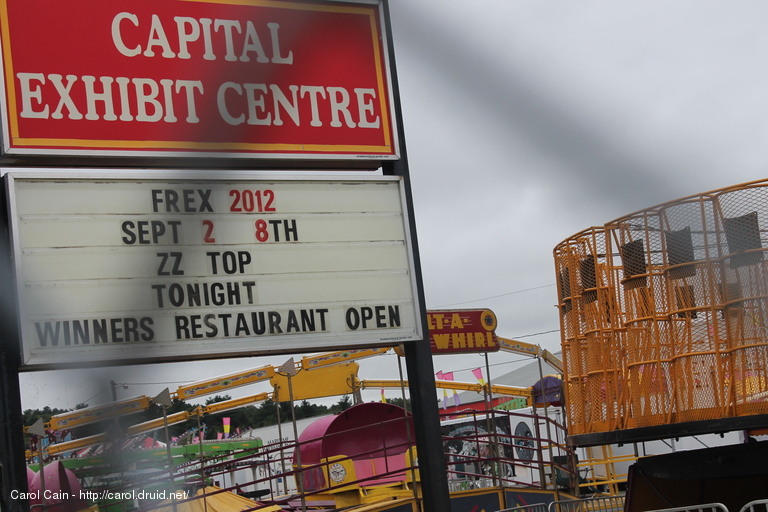 CAPITAL
EXHIBIT CENTRE
FREX 2012
SEPT 2 8TH
ZZ TOP
TONIGHT
WINNERS RESTAURANT OPEN
LT-A-
WHIRL
Carol Cain - http://carol.druid.net/